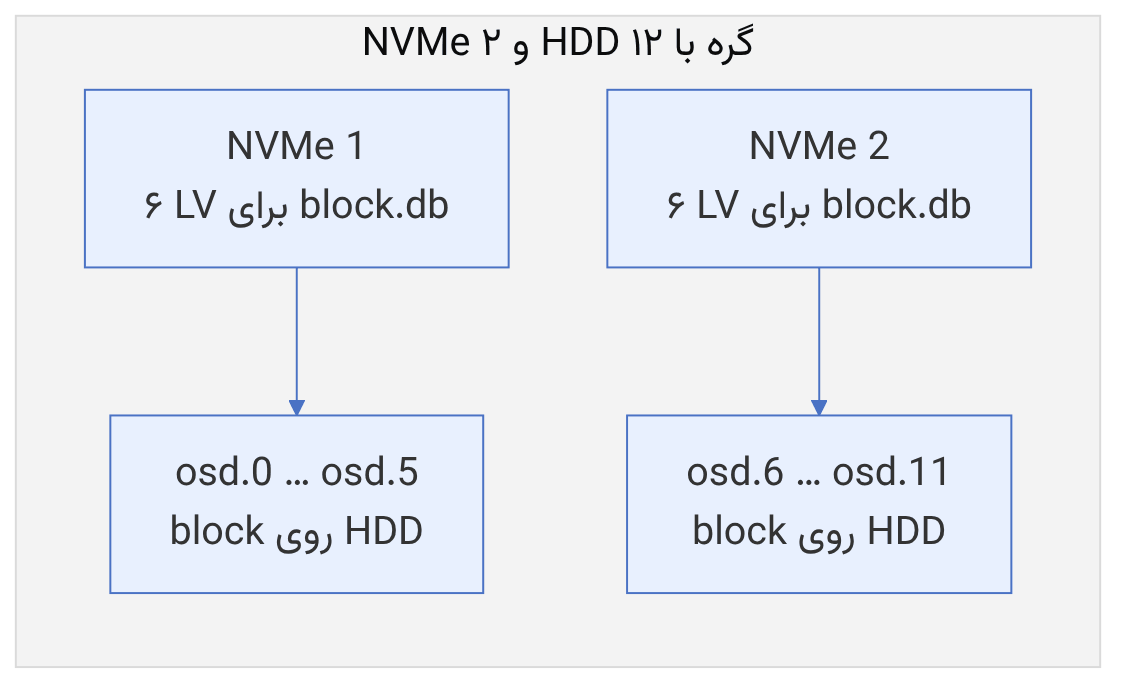 گره با ۱۲ HDD و ۲ NVMe
NVMe 1
۶ LV برای block.db
NVMe 2
۶ LV برای block.db
osd.0 … osd.5
block روی HDD
osd.6 … osd.11
block روی HDD